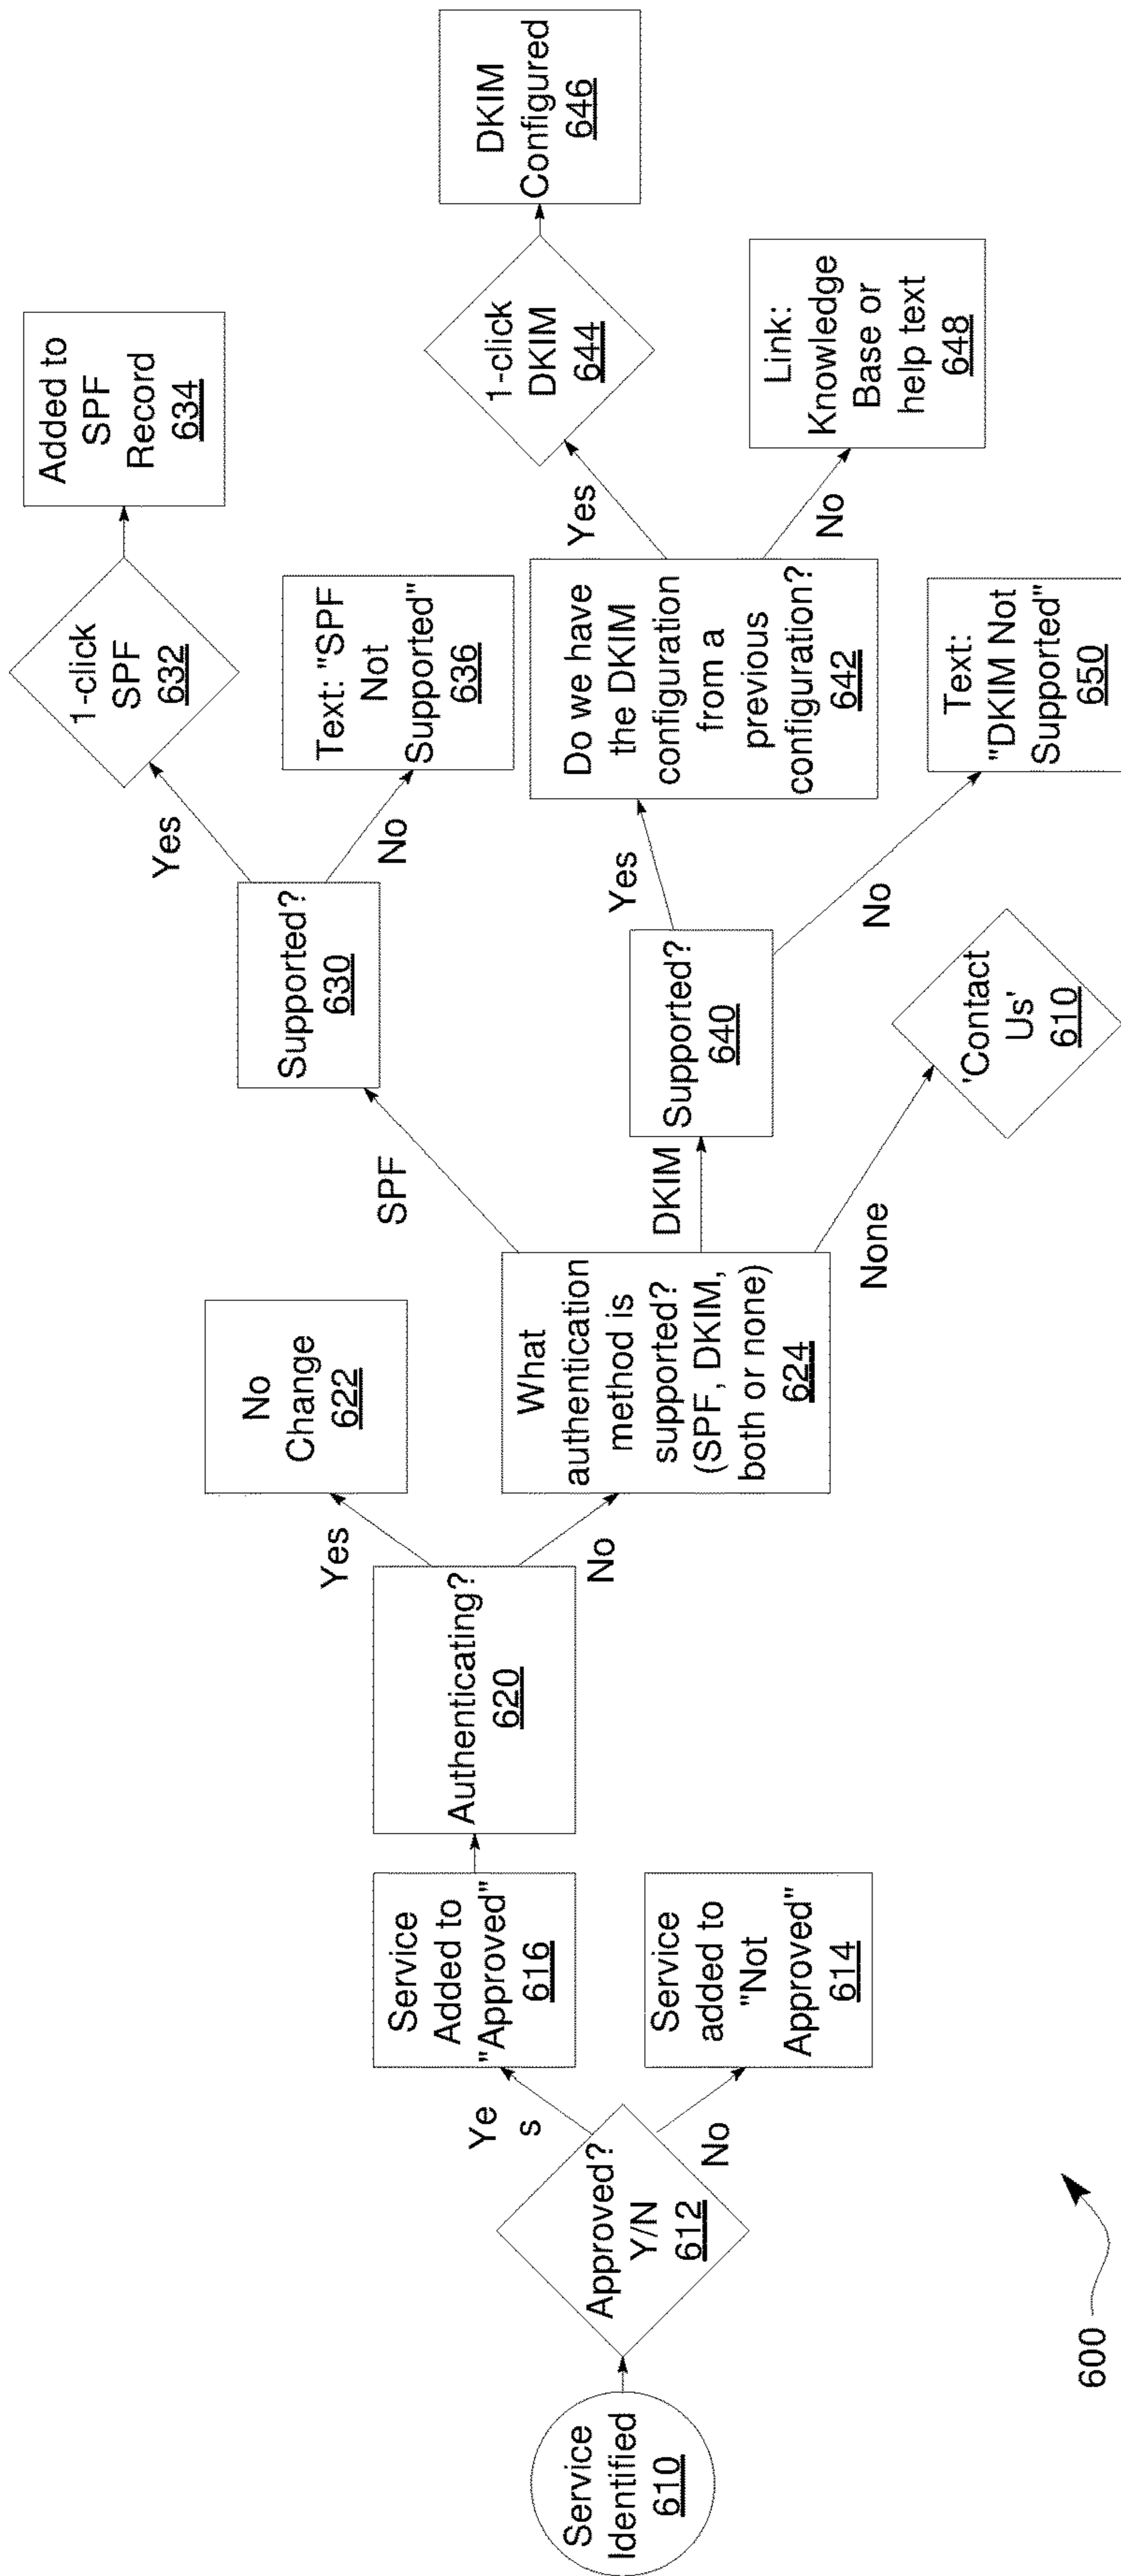 Service
Identified
610
Approved?
Y/N
612
Ye
s
No
Service
Added to
"Approved"
616
Service
added to
"Not
Approved"
614
Authenticating?
620
Yes
No
No
Change
622
What
authentication
method is
supported?
(SPF, DKIM,
both or none)
624
SPF
DKIM
None
Supported?
630
Yes
No
1-click
SPF
632
Added to
SPF
Record
634
Text: "SPF
Not
Supported"
636
Supported?
640
Yes
No
Do we have
the DKIM
configuration
from a
previous
configuration?
642
Yes
No
1-click
DKIM
644
DKIM
Configured
646
Link:
Knowledge
Base or
help text
648
Text:
"DKIM Not
Supported"
650
'Contact
Us'
610
600